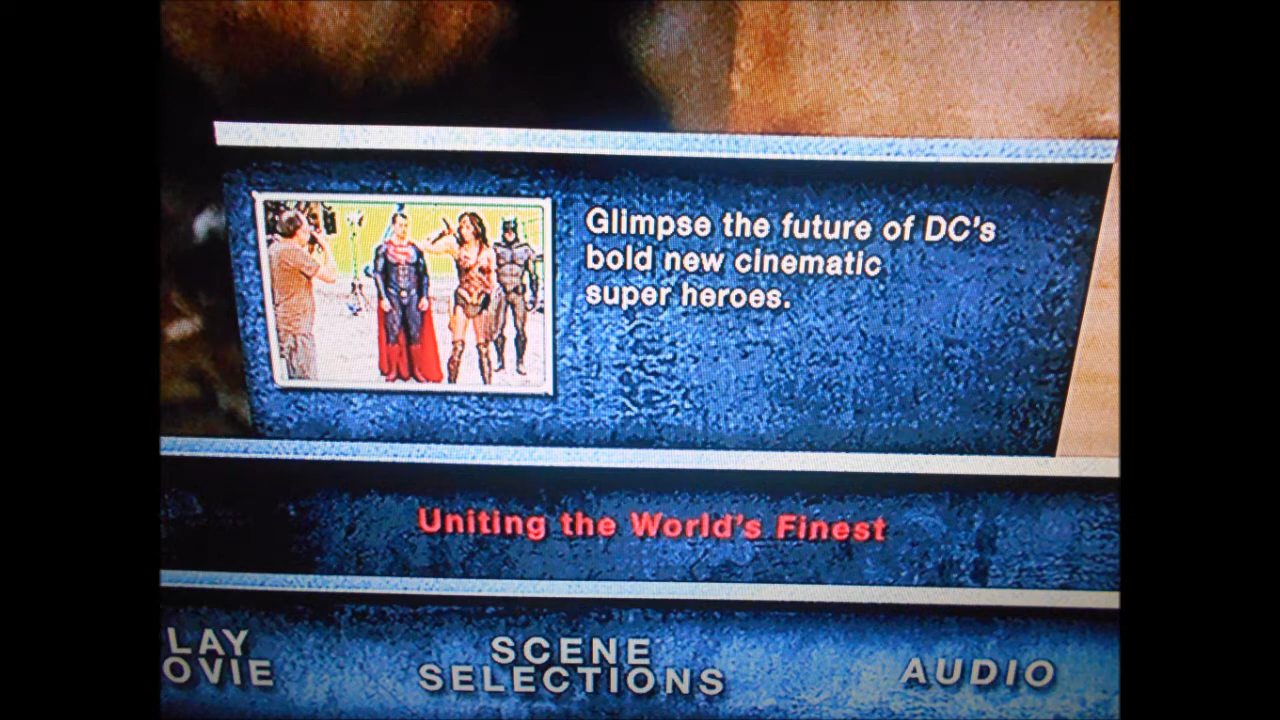 Glimpse the future of DC's
bold new cinematic
super heroes.
Uniting the World's Finest
LAY
OVIE
SCENE
SELECTIONS
AUDIO